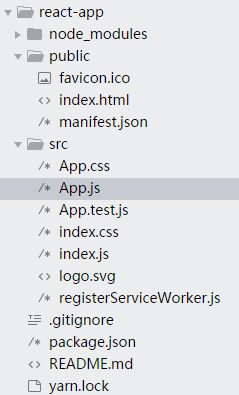 react-app
node_modules
public
favicon.ico
index.html
manifest.json
src
App.css
App.js
App.test.js
index.css
index.js
logo.svg
registerServiceWorker.js
.gitignore
package.json
README.md
yarn.lock